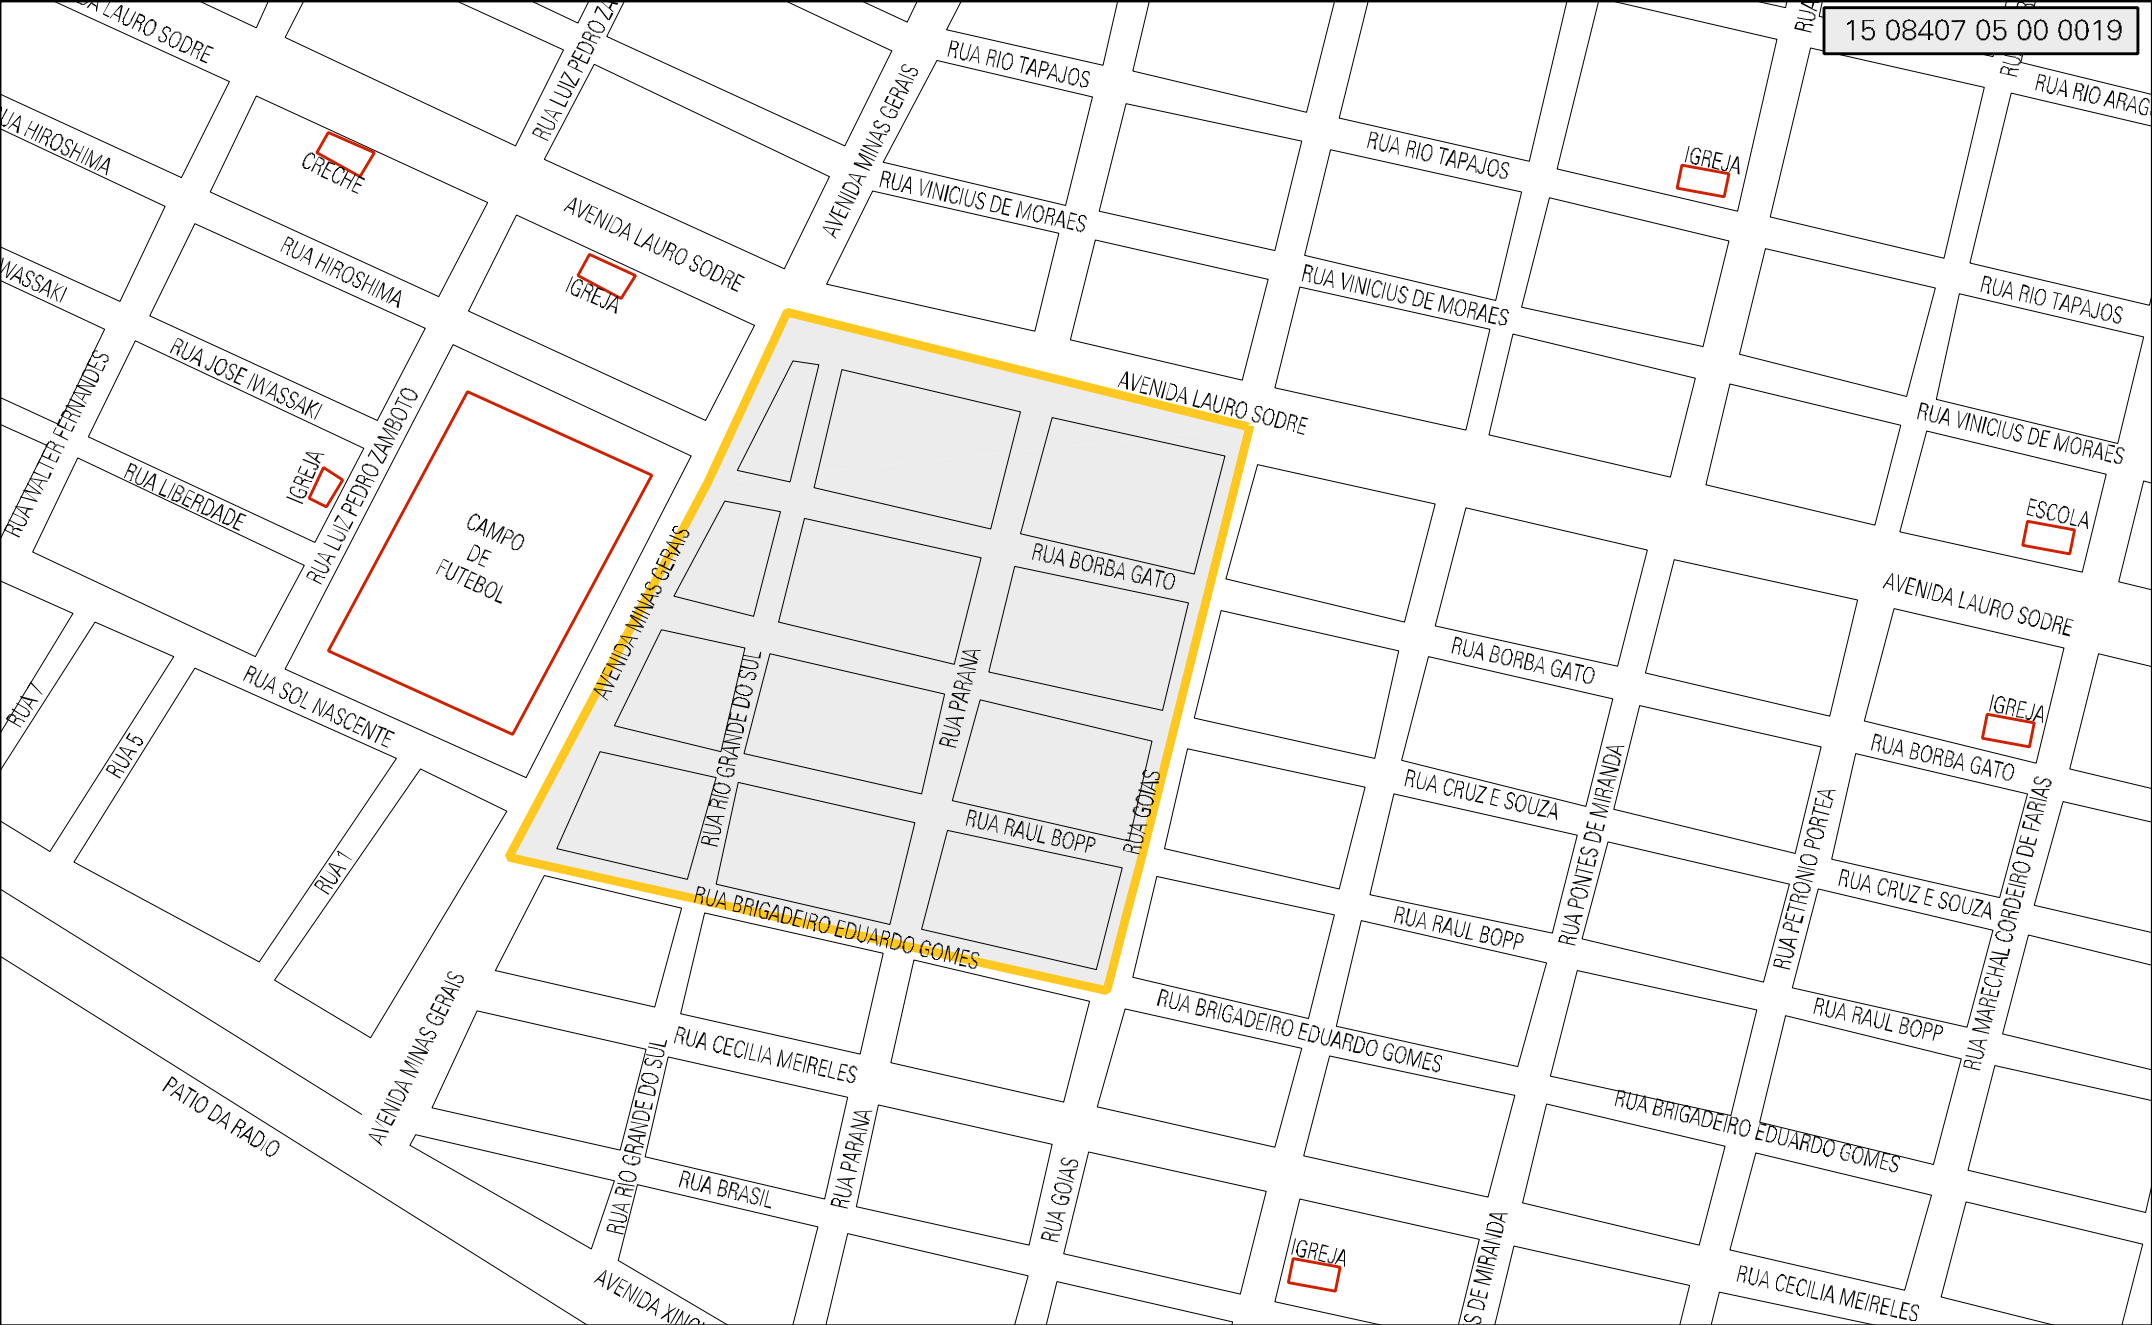 15 08407 05 00 0019
DA LAURO SODRE
RUA LUIZ PEDRO ZA
RUA RIO TAPAJOS
RUA
RU
RUA RIO ARAG
AVENIDA MINAS GERAIS
UA HIROSHIMA
CRECHE
RUA RIO TAPAJOS
IGREJA
RUA VINICIUS DE MORAES
AVENIDA LAURO SODRE
RUA HIROSHIMA
IGREJA
WASSAKI
RUA VINICIUS DE MORAES
RUA RIO TAPAJOS
RUA JOSE IWASSAKI
RUA WALTER FERNANDES
RUA LUIZ PEDRO ZAMBOTO
AVENIDA LAURO SODRE
RUA VINICIUS DE MORAES
IGREJA
RUA LIBERDADE
CAMPO
DE
FUTEBOL
ESCOLA
RUA BORBA GATO
AVENIDA MINAS GERAIS
AVENIDA LAURO SODRE
RUA SOL NASCENTE
RUA 7
RUA 5
RUA RIO GRANDE DO SUL
RUA PARANA
RUA BORBA GATO
IGREJA
RUA BORBA GATO
RUA GOIAS
RUA CRUZ E SOUZA
RUA PONTES DE MIRANDA
RUA PETRONIO PORTEA
RUA MARECHAL CORDEIRO DE FARIAS
RUA RAUL BOPP
RUA 1
RUA CRUZ E SOUZA
RUA BRIGADEIRO EDUARDO GOMES
RUA RAUL BOPP
RUA RAUL BOPP
AVENIDA MINAS GERAIS
RUA BRIGADEIRO EDUARDO GOMES
RUA CECILIA MEIRELES
PATIO DA RADIO
RUA RIO GRANDE DO SUL
RUA PARANA
RUA GOIAS
RUA BRIGADEIRO EDUARDO GOMES
RUA BRASIL
IGREJA
S DE MIRANDA
RUA CECILIA MEIRELES
AVENIDA XING